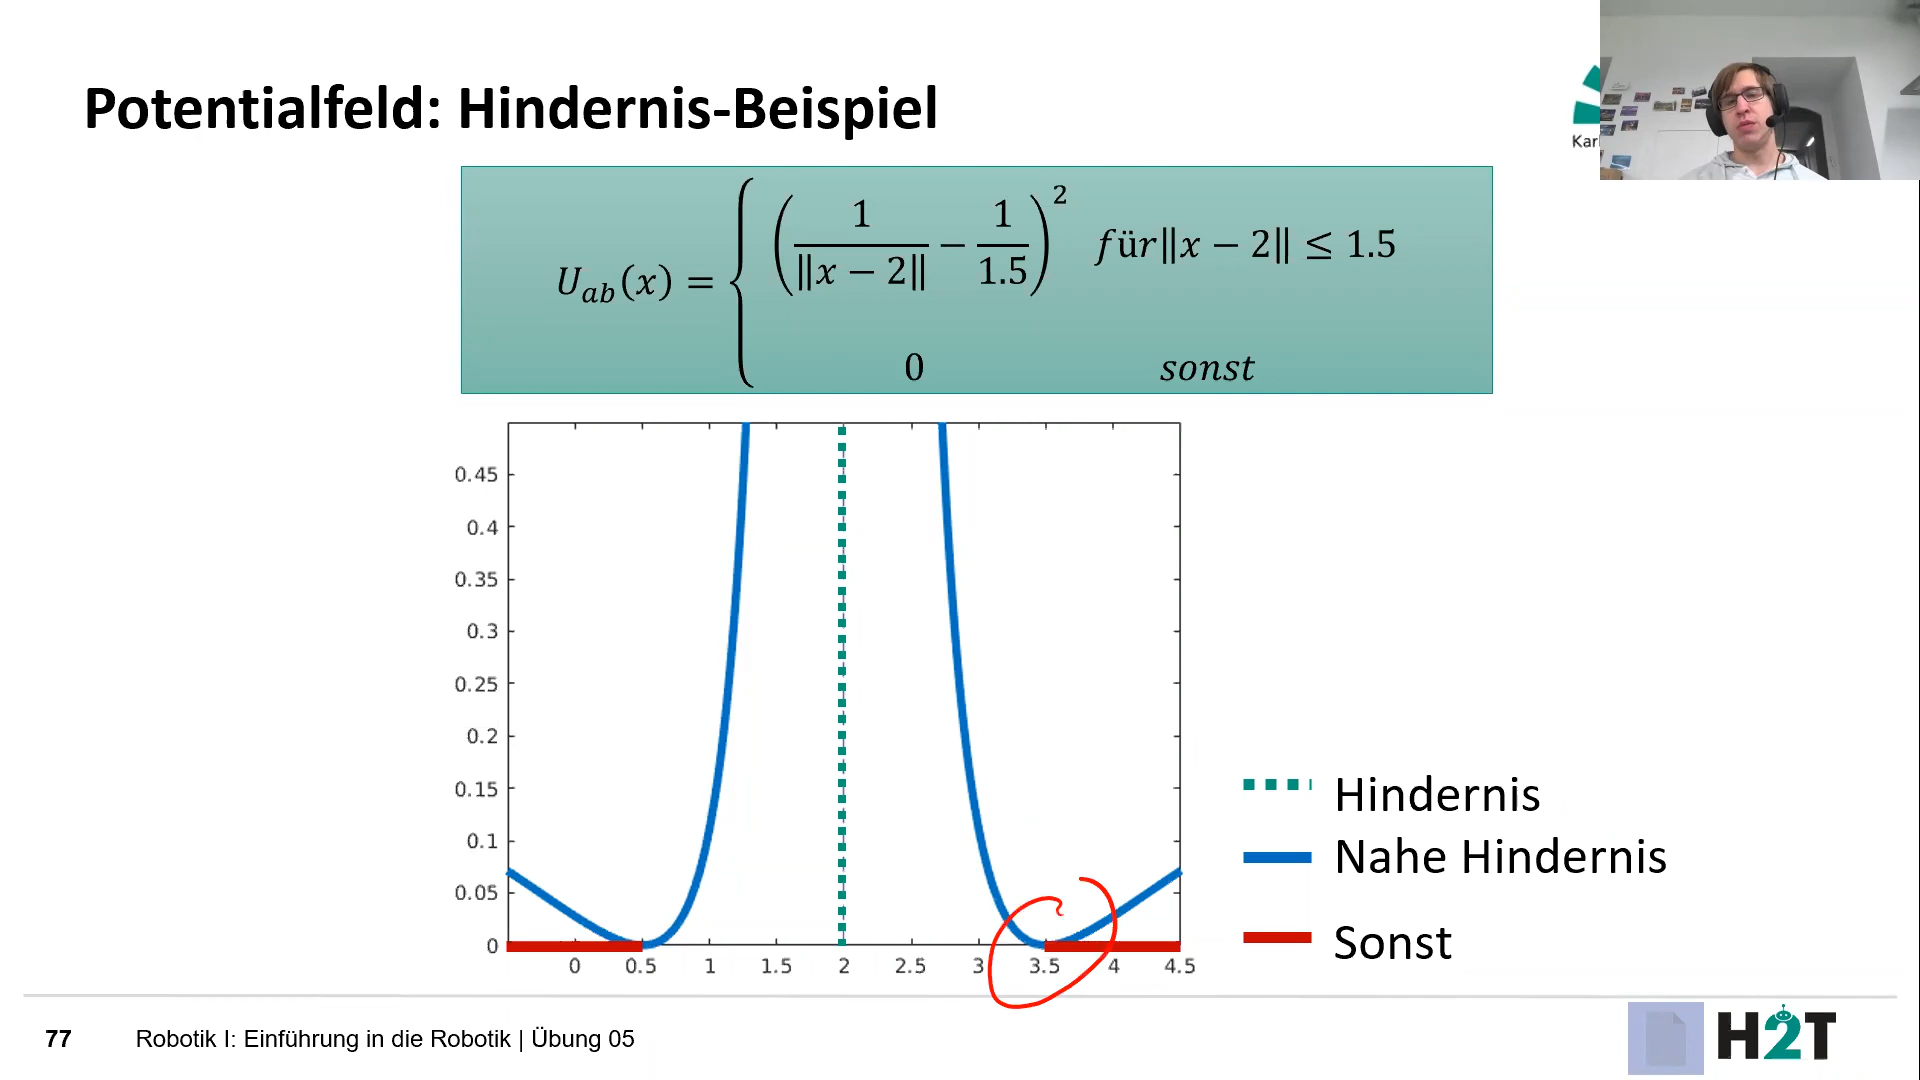 Potentialfeld: Hindernis-Beispiel
Karl
U_{ab}(x) = { (1/‖x − 2‖ − 1/1.5)² für‖x − 2‖ ≤ 1.5
0 sonst
0.45
0.4
0.35
0.3
0.25
0.2
0.15
0.1
0.05
0
0 0.5 1 1.5 2 2.5 3 3.5 4 4.5
Hindernis
Nahe Hindernis
Sonst
77 Robotik I: Einführung in die Robotik | Übung 05
H2T